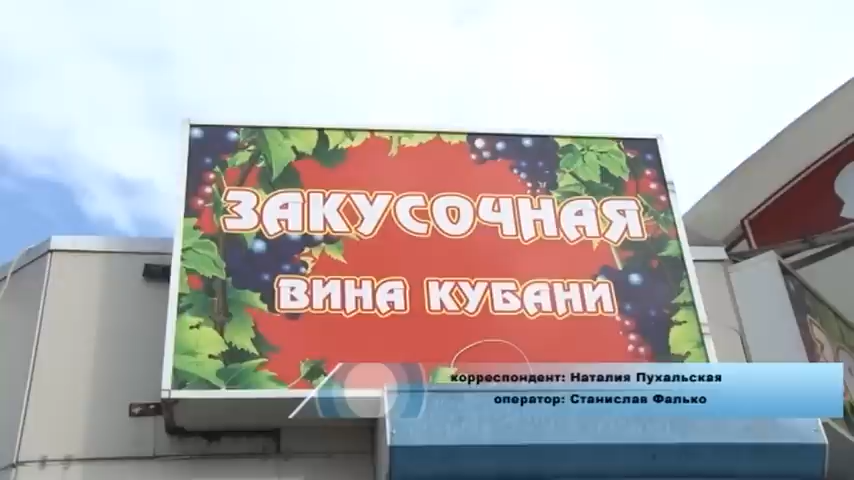 ЗАКУСОЧНАЯ
ВИНА КУБАНИ
корреспондент: Наталия Пухальская
оператор: Станислав Фалько